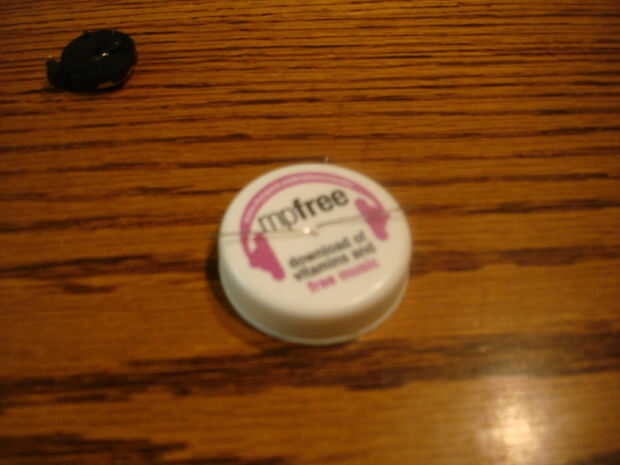 mpfree
download of
vitamins and
free music